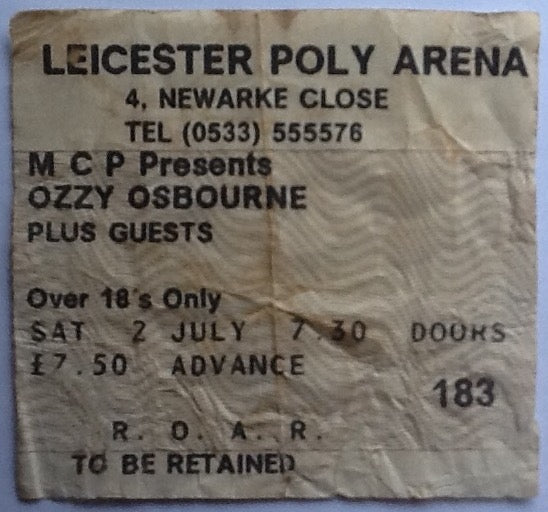 LEICESTER POLY ARENA
4, NEWARKE CLOSE
TEL (0533) 555576
M C P Presents
OZZY OSBOURNE
PLUS GUESTS
Over 18's Only
SAT 2 JULY 7.30 DOORS
£7.50 ADVANCE
183
R. O. A. R.
TO BE RETAINED